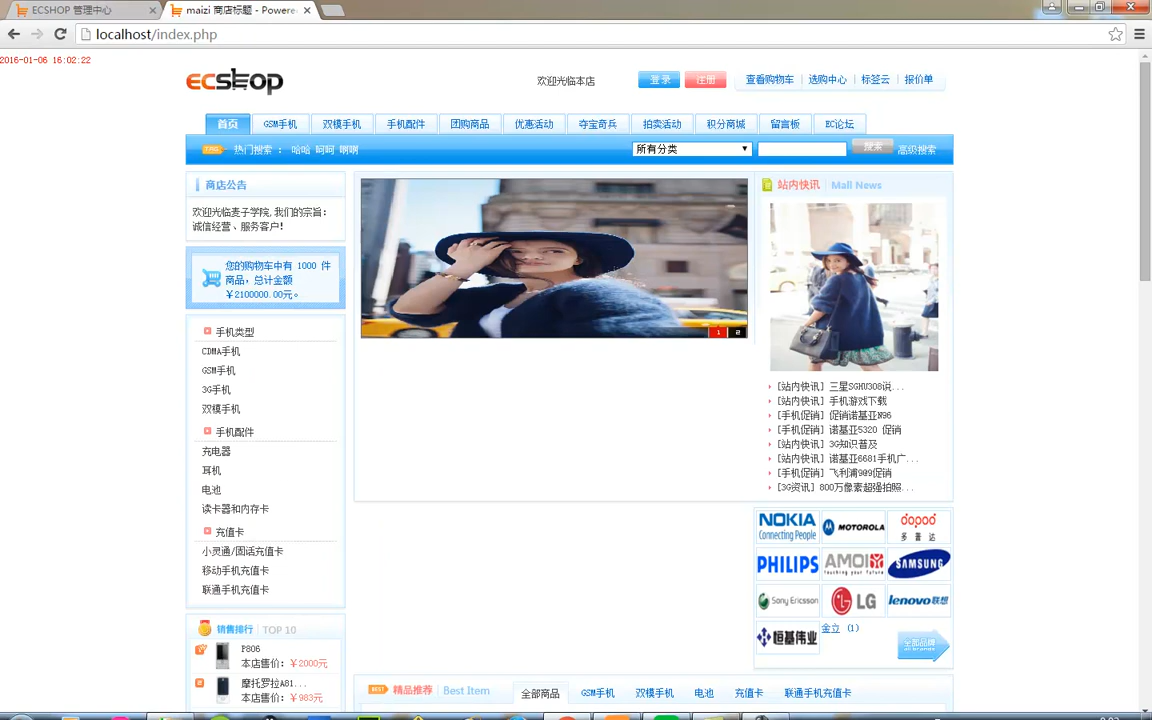 ECSHOP 管理中心
maizi 商店标题 - Powere
localhost/index.php
2016-01-06 16:02:22
ecshop
欢迎光临本店
登录
注册
查看购物车 | 选购中心 | 标签云 | 报价单
首页
GSM手机
双模手机
手机配件
团购商品
优惠活动
夺宝奇兵
拍卖活动
积分商城
留言板
EC论坛
热门搜索 : 哈哈 呵呵 啊啊
所有分类
搜索
高级搜索
商店公告
欢迎光临麦子学院,我们的宗旨:
诚信经营、服务客户!
您的购物车中有 1000 件
商品,总计金额
¥2100000.00元。
手机类型
CDMA手机
GSM手机
3G手机
双模手机
手机配件
充电器
耳机
电池
读卡器和内存卡
充值卡
小灵通/固话充值卡
移动手机充值卡
联通手机充值卡
销售排行 | TOP 10
P806
本店售价:¥2000元
摩托罗拉A81...
本店售价:¥983元
1 2
站内快讯 | Mall News
[站内快讯] 三星SGHU308说...
[站内快讯] 手机游戏下载
[手机促销] 促销诺基亚N96
[手机促销] 诺基亚5320 促销
[站内快讯] 3G知识普及
[站内快讯] 诺基亚6681手机广...
[手机促销] 飞利浦9@9促销
[3G资讯] 800万像素超强拍照...
NOKIA
Connecting People
MOTOROLA
dopod
多普达
PHILIPS
AMOI
touching your future
SAMSUNG
Sony Ericsson
LG
lenovo联想
恒基伟业
金立 (1)
全部品牌
all brands
BEST 精品推荐 | Best Item
全部商品
GSM手机
双模手机
电池
充值卡
联通手机充值卡